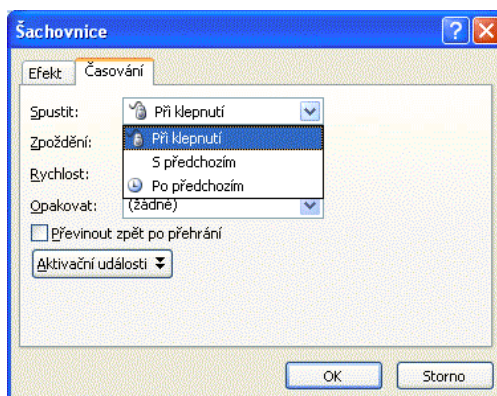 Šachovnice
Efekt Časování
Spustit: Při klepnutí
Při klepnutí
Zpoždění:
S předchozím
Rychlost:
Po předchozím
Opakovat: (žádné)
Převinout zpět po přehrání
Aktivační události
OK Storno